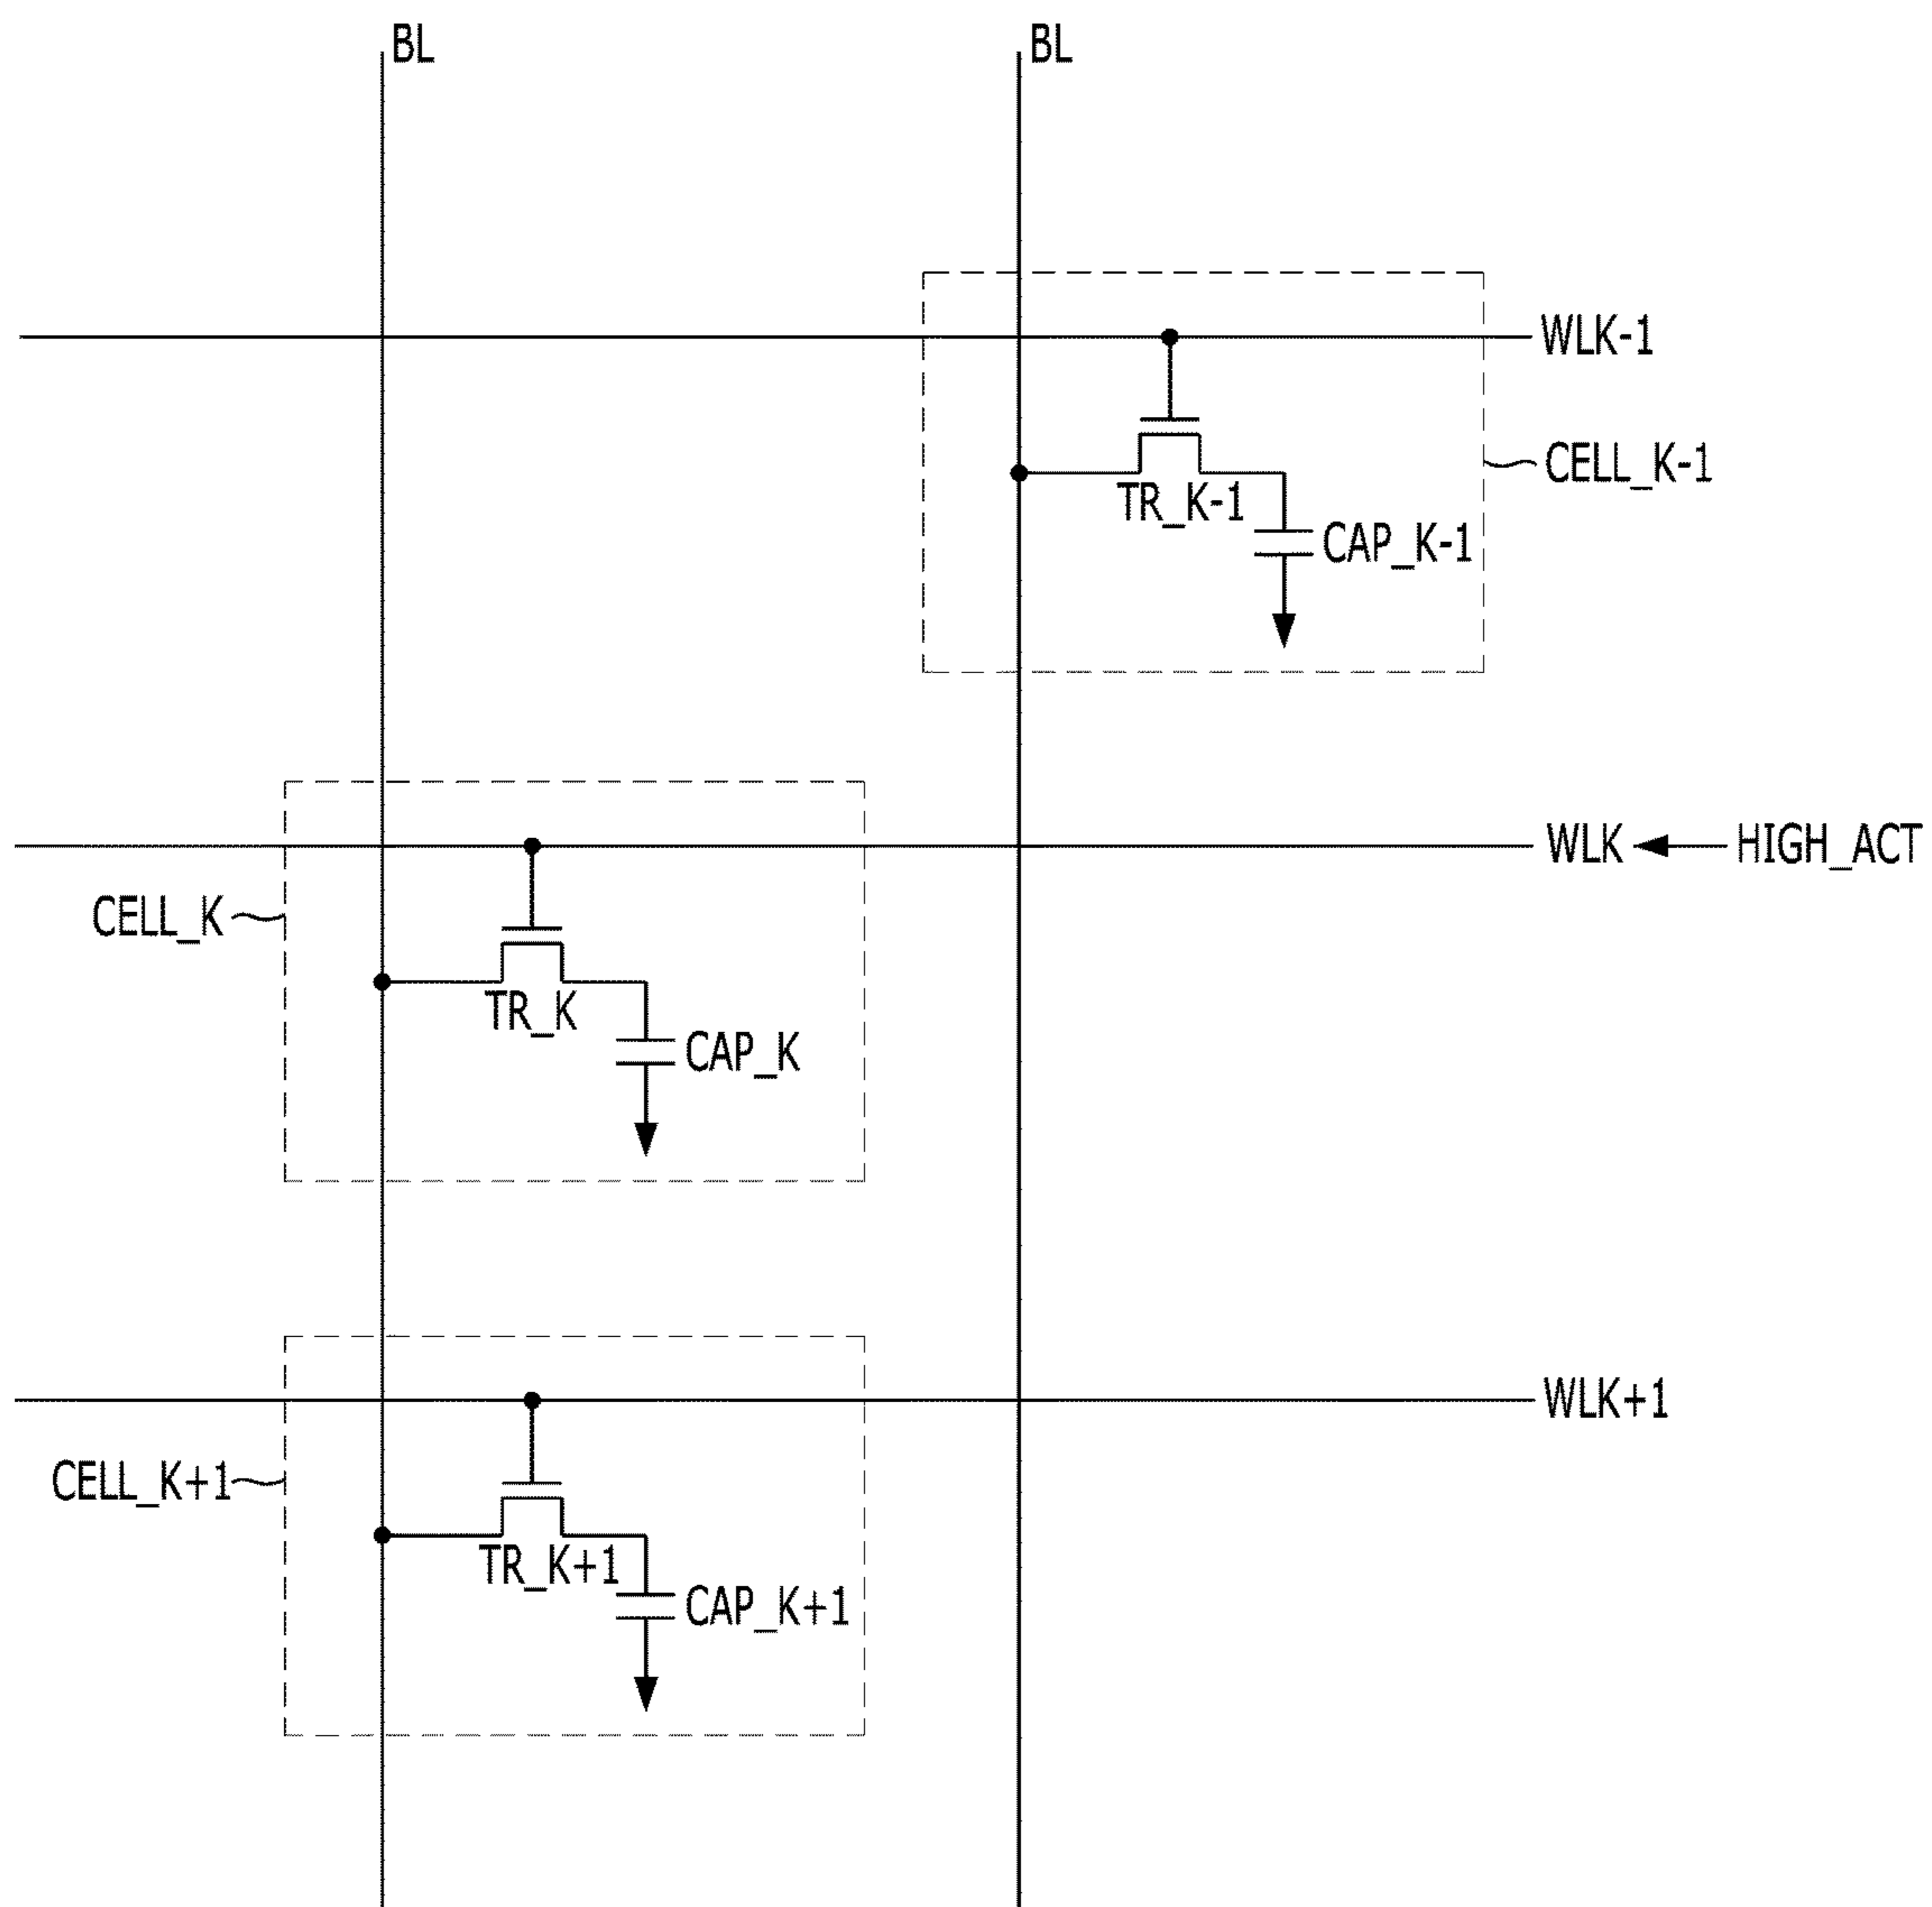 BL
BL
WLK-1
CELL_K-1
TR_K-1
CAP_K-1
WLK
HIGH_ACT
CELL_K
TR_K
CAP_K
WLK+1
CELL_K+1
TR_K+1
CAP_K+1